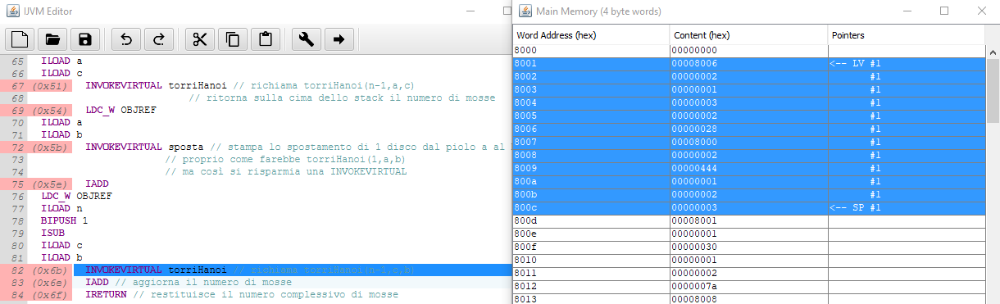 IJVM Editor
65 ILOAD a
66 ILOAD c
67 (0x51) INVOKEVIRTUAL torriHanoi // richiama torriHanoi(n-1,a,c)
68 // ritorna sulla cima dello stack il numero di mosse
69 (0x54) LDC_W OBJREF
70 ILOAD a
71 ILOAD b
72 (0x5b) INVOKEVIRTUAL sposta // stampa lo spostamento di 1 disco dal piolo a al
73 // proprio come farebbe torriHanoi(1,a,b)
74 // ma così si risparmia una INVOKEVIRTUAL
75 (0x5e) IADD
76 LDC_W OBJREF
77 ILOAD n
78 BIPUSH 1
79 ISUB
80 ILOAD c
81 ILOAD b
82 (0x6b) INVOKEVIRTUAL torriHanoi // richiama torriHanoi(n-1,c,b)
83 (0x6e) IADD // aggiorna il numero di mosse
84 (0x6f) IRETURN // restituisce il numero complessivo di mosse
Main Memory (4 byte words)
Word Address (hex) Content (hex) Pointers
8000 00000000
8001 00008006 <-- LV #1
8002 00000002 #1
8003 00000001 #1
8004 00000003 #1
8005 00000002 #1
8006 00000028 #1
8007 00008000 #1
8008 00000002 #1
8009 00000444 #1
800a 00000001 #1
800b 00000002 #1
800c 00000003 <-- SP #1
800d 00008001
800e 00000001
800f 00000030
8010 00000001
8011 00000002
8012 0000007a
8013 00008008